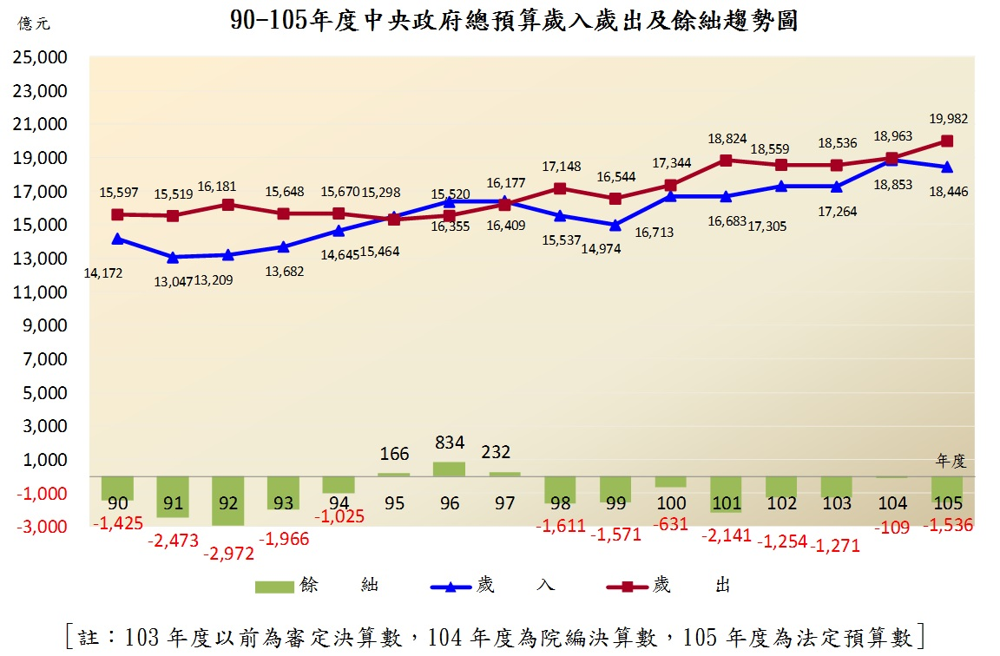 90-105年度中央政府總預算歲入歲出及餘絀趨勢圖
億元
25,000
23,000
21,000
19,000
17,000
15,000
13,000
11,000
9,000
7,000
5,000
3,000
1,000
-1,000
-3,000
15,597 15,519 16,181 15,648 15,670 15,298 15,520 16,177 17,148 16,544 17,344 18,824 18,559 18,536 18,963 19,982
14,172 13,047 13,209 13,682 14,645 15,464 16,355 16,409 15,537 14,974 16,713 16,683 17,305 17,264 18,853 18,446
166 834 232
年度
90 91 92 93 94 95 96 97 98 99 100 101 102 103 104 105
-1,425 -2,473 -2,972 -1,966 -1,025 -1,611 -1,571 -631 -2,141 -1,254 -1,271 -109 -1,536
餘 絀 歲 入 歲 出
[註：103年度以前為審定決算數，104年度為院編決算數，105年度為法定預算數]